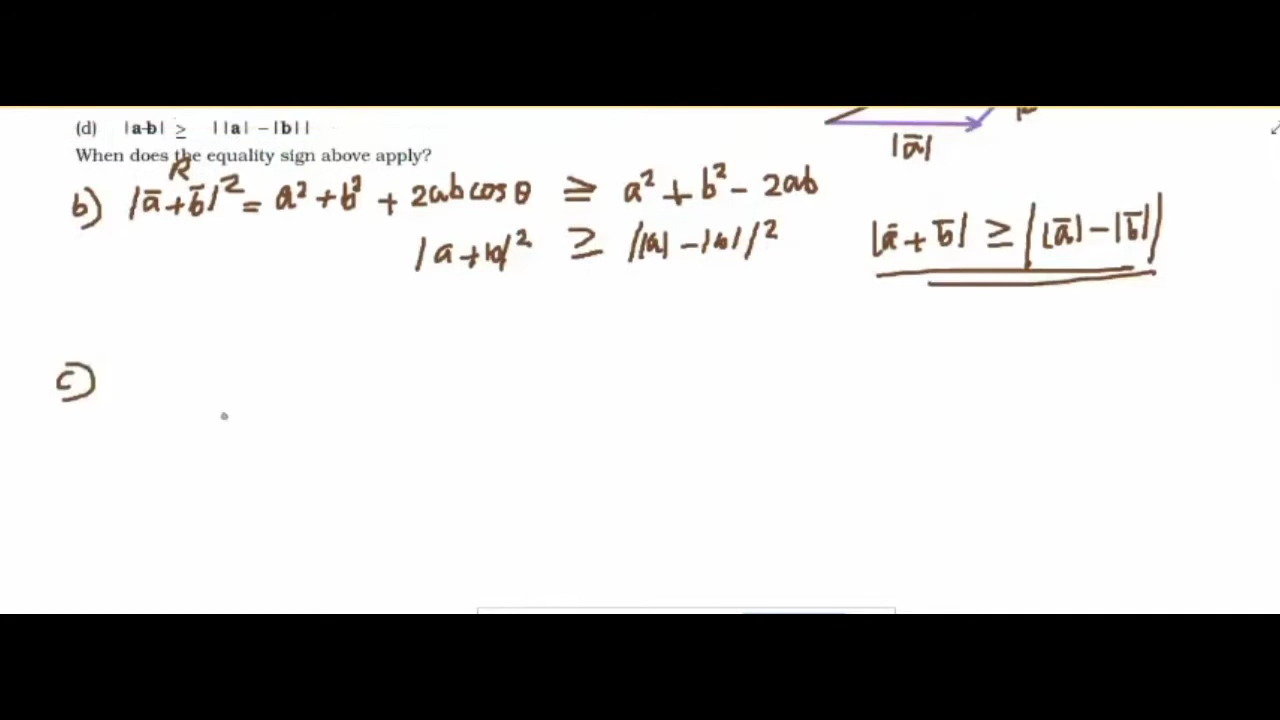 (d) |a-b| ≥ ||a| − |b||
|a̅|
When does the equality sign above apply?
R
b) |a̅ + b̅|² = a² + b² + 2ab cos θ ≥ a² + b² − 2ab
|a + b|² ≥ ||a| − |b||²
|a̅ + b̅| ≥ ||a̅| − |b̅||
c)